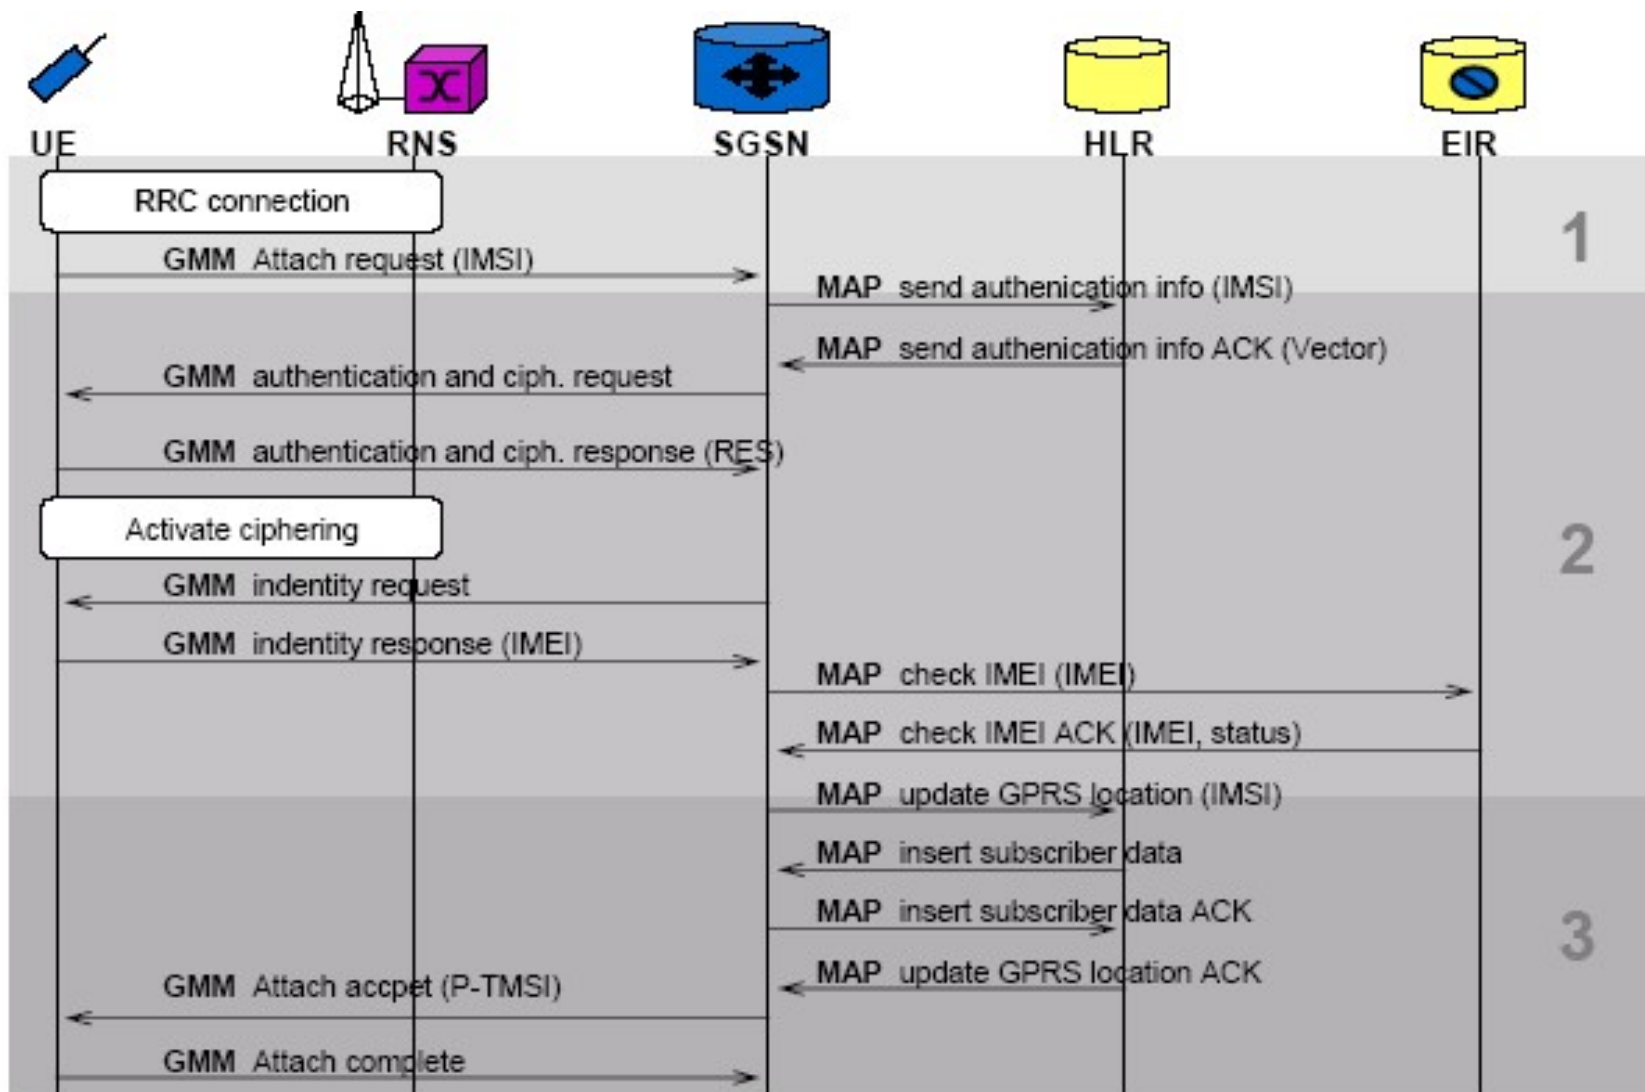 UE RNS SGSN HLR EIR
RRC connection
1
GMM Attach request (IMSI)
MAP send authenication info (IMSI)
MAP send authenication info ACK (Vector)
GMM authentication and ciph. request
GMM authentication and ciph. response (RES)
Activate ciphering
2
GMM indentity request
GMM indentity response (IMEI)
MAP check IMEI (IMEI)
MAP check IMEI ACK (IMEI, status)
MAP update GPRS location (IMSI)
MAP insert subscriber data
MAP insert subscriber data ACK
3
MAP update GPRS location ACK
GMM Attach accpet (P-TMSI)
GMM Attach complete